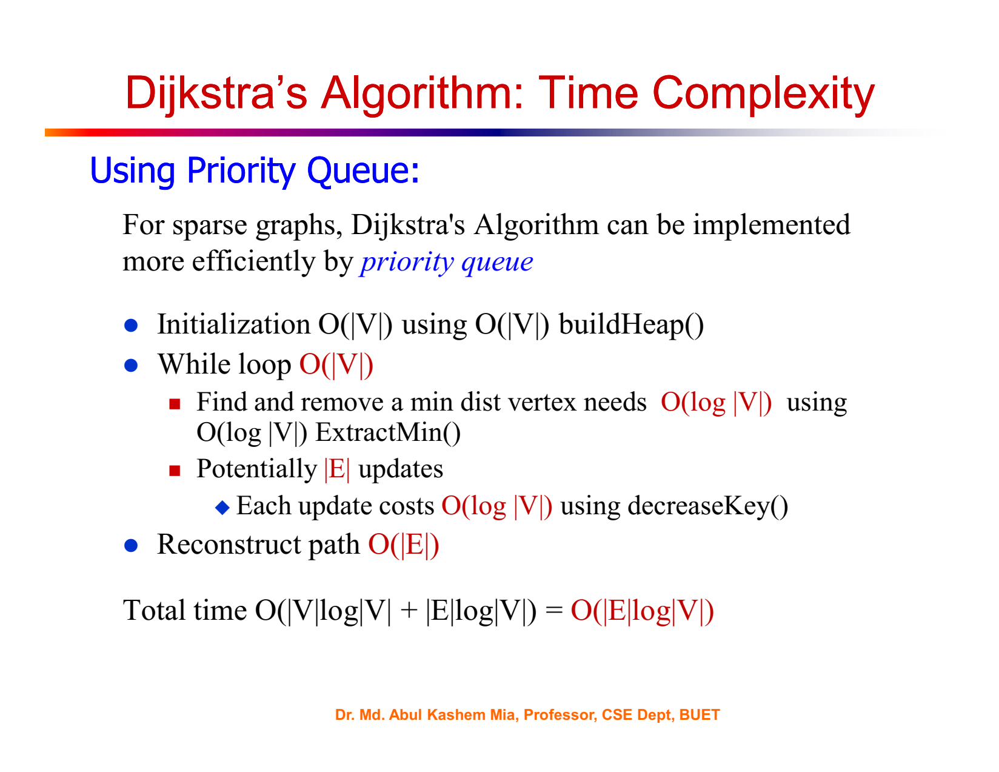 Dijkstra’s Algorithm: Time Complexity
Using Priority Queue:
For sparse graphs, Dijkstra's Algorithm can be implemented
more efficiently by priority queue
● Initialization O(|V|) using O(|V|) buildHeap()
● While loop O(|V|)
■ Find and remove a min dist vertex needs O(log |V|) using
O(log |V|) ExtractMin()
■ Potentially |E| updates
◆ Each update costs O(log |V|) using decreaseKey()
● Reconstruct path O(|E|)
Total time O(|V|log|V| + |E|log|V|) = O(|E|log|V|)
Dr. Md. Abul Kashem Mia, Professor, CSE Dept, BUET